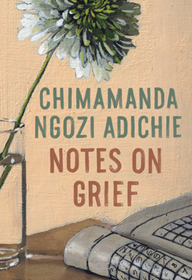 CHIMAMANDA
NGOZI ADICHIE
NOTES ON
GRIEF